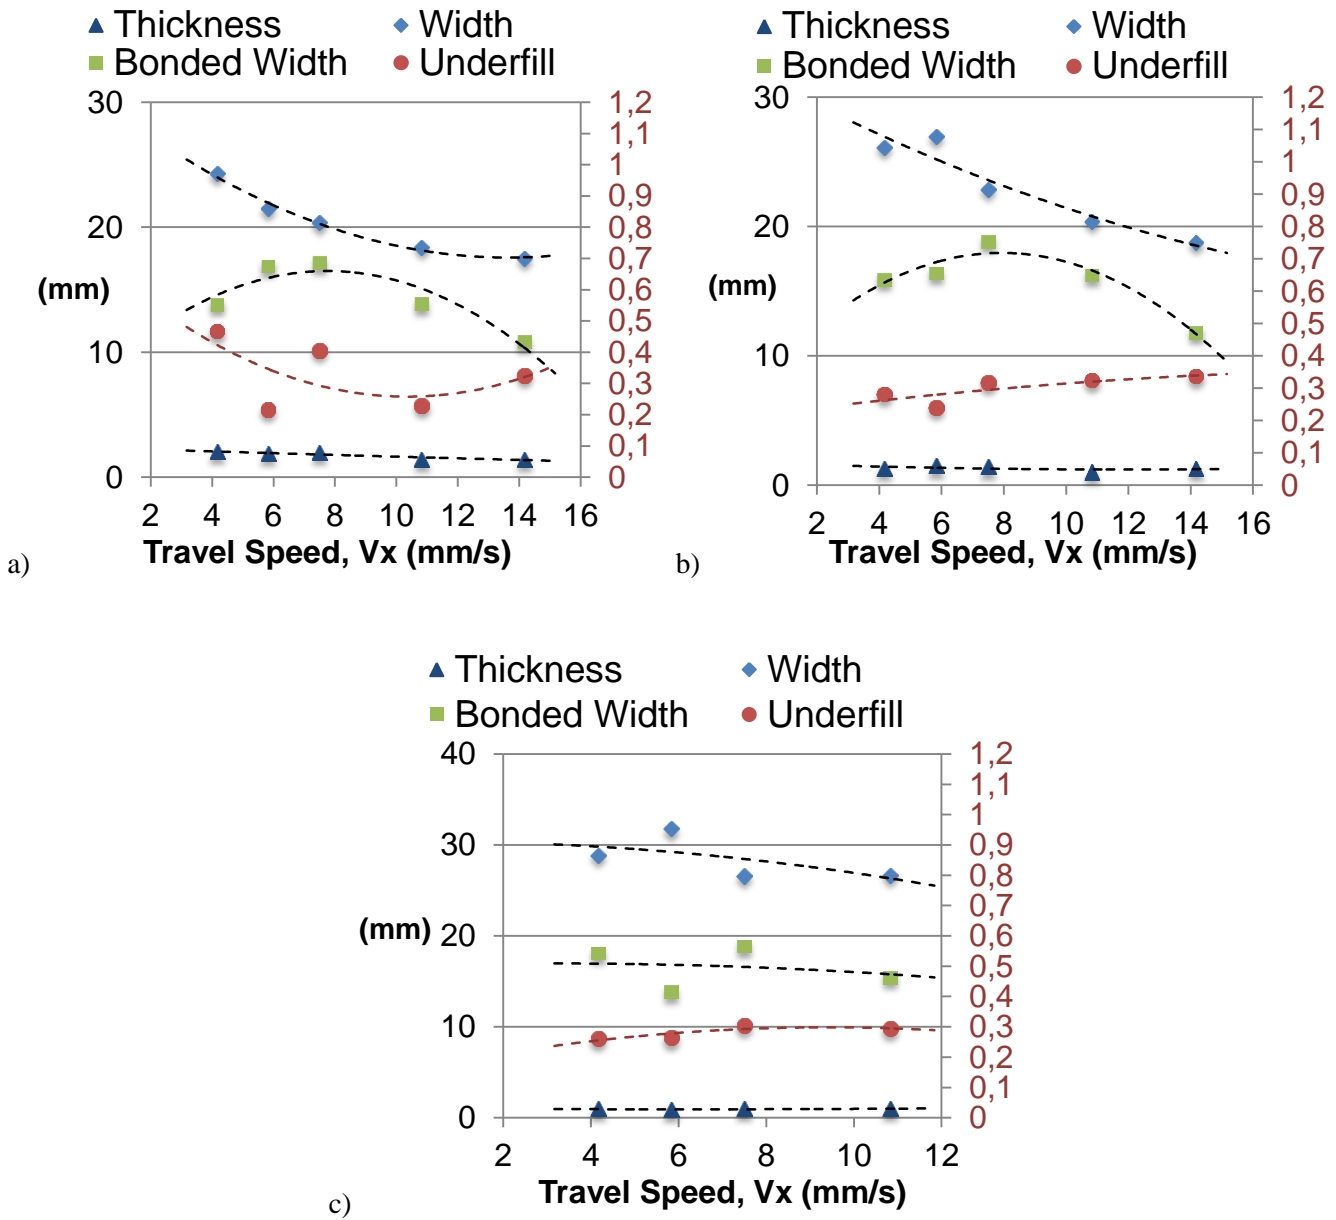 Thickness Width
Bonded Width Underfill
30
20
(mm)
10
0
1,2
1,1
1
0,9
0,8
0,7
0,6
0,5
0,4
0,3
0,2
0,1
0
2 4 6 8 10 12 14 16
Travel Speed, Vx (mm/s)
a)
Thickness Width
Bonded Width Underfill
30
20
(mm)
10
0
1,2
1,1
1
0,9
0,8
0,7
0,6
0,5
0,4
0,3
0,2
0,1
0
2 4 6 8 10 12 14 16
Travel Speed, Vx (mm/s)
b)
Thickness Width
Bonded Width Underfill
40
30
(mm)
20
10
0
1,2
1,1
1
0,9
0,8
0,7
0,6
0,5
0,4
0,3
0,2
0,1
0
2 4 6 8 10 12
Travel Speed, Vx (mm/s)
c)